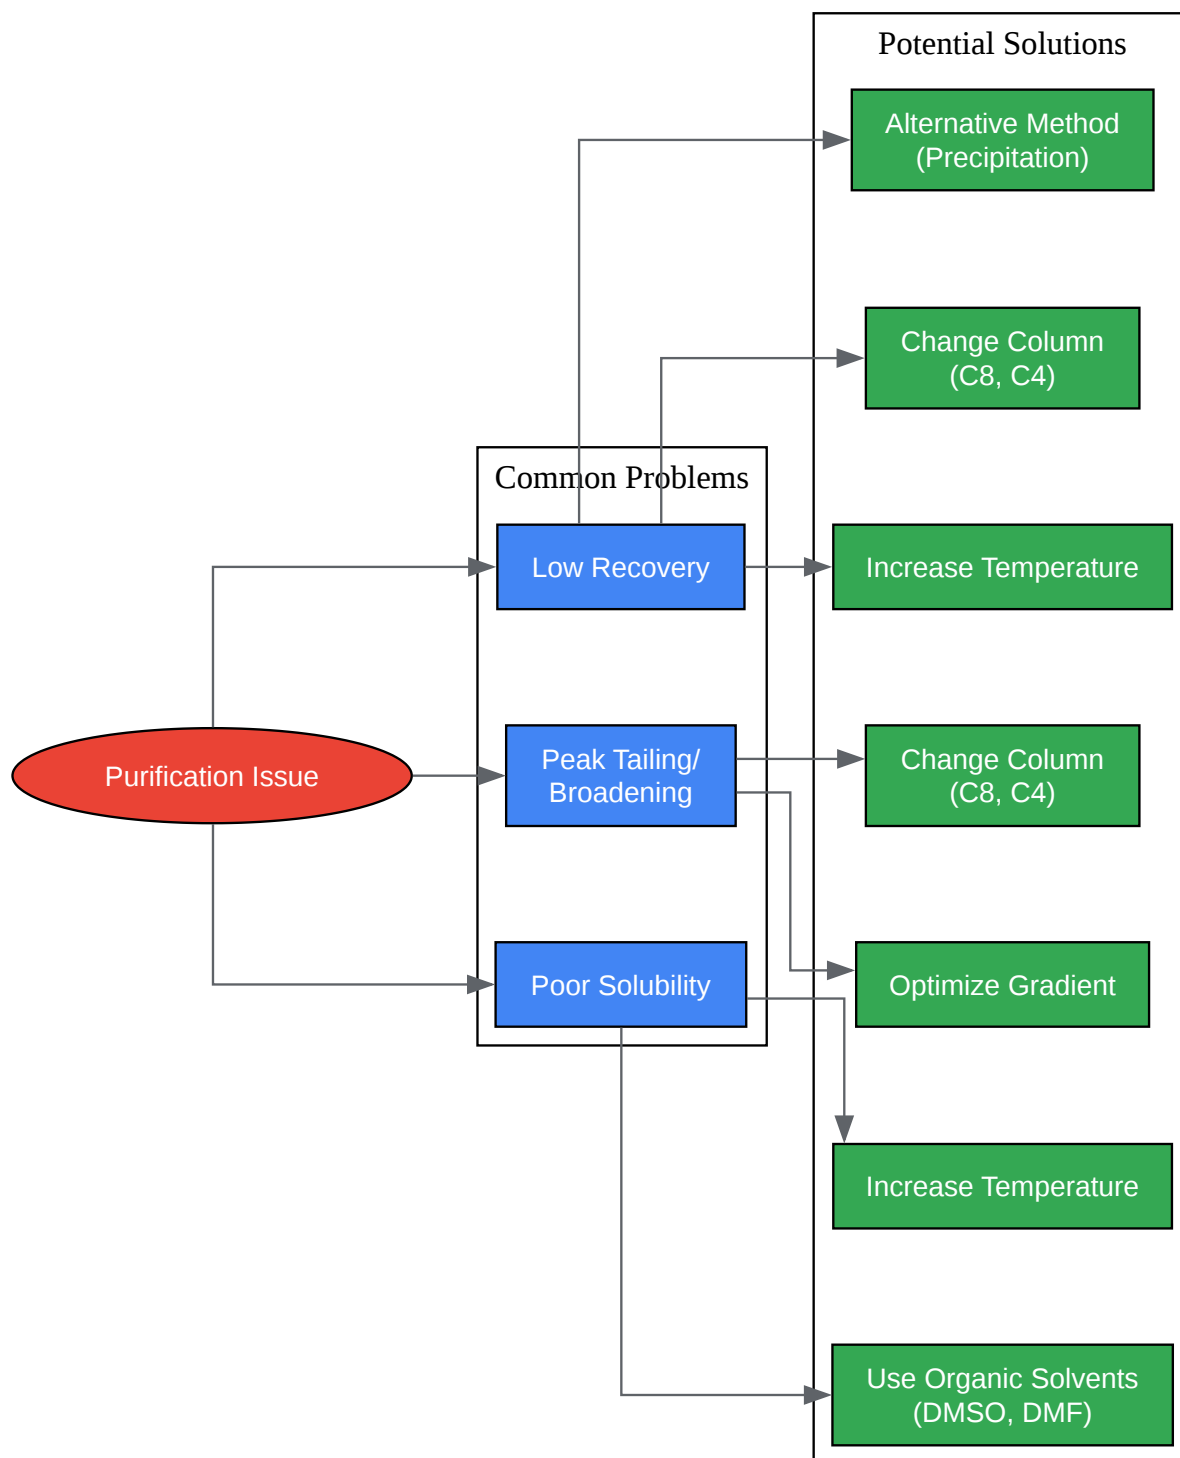 Potential Solutions
Alternative Method
(Precipitation)
Change Column
(C8, C4)
Common Problems
Low Recovery
Increase Temperature
Purification Issue
Peak Tailing/
Broadening
Change Column
(C8, C4)
Poor Solubility
Optimize Gradient
Increase Temperature
Use Organic Solvents
(DMSO, DMF)